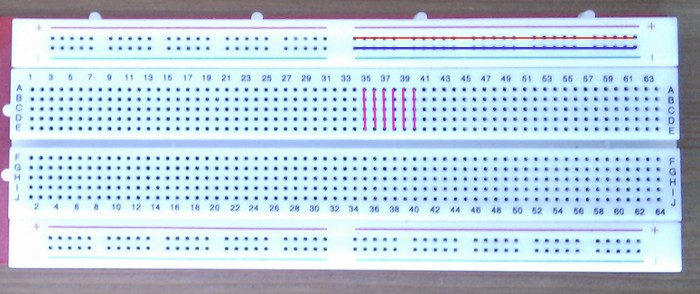 + +
- -
1 3 5 7 9 11 13 15 17 19 21 23 25 27 29 31 33 35 37 39 41 43 45 47 49 51 53 55 57 59 61 63
A A
B B
C C
D D
E E
F F
G G
H H
I I
J J
2 4 6 8 10 12 14 16 18 20 22 24 26 28 30 32 34 36 38 40 42 44 46 48 50 52 54 56 58 60 62 64
+ +
- -